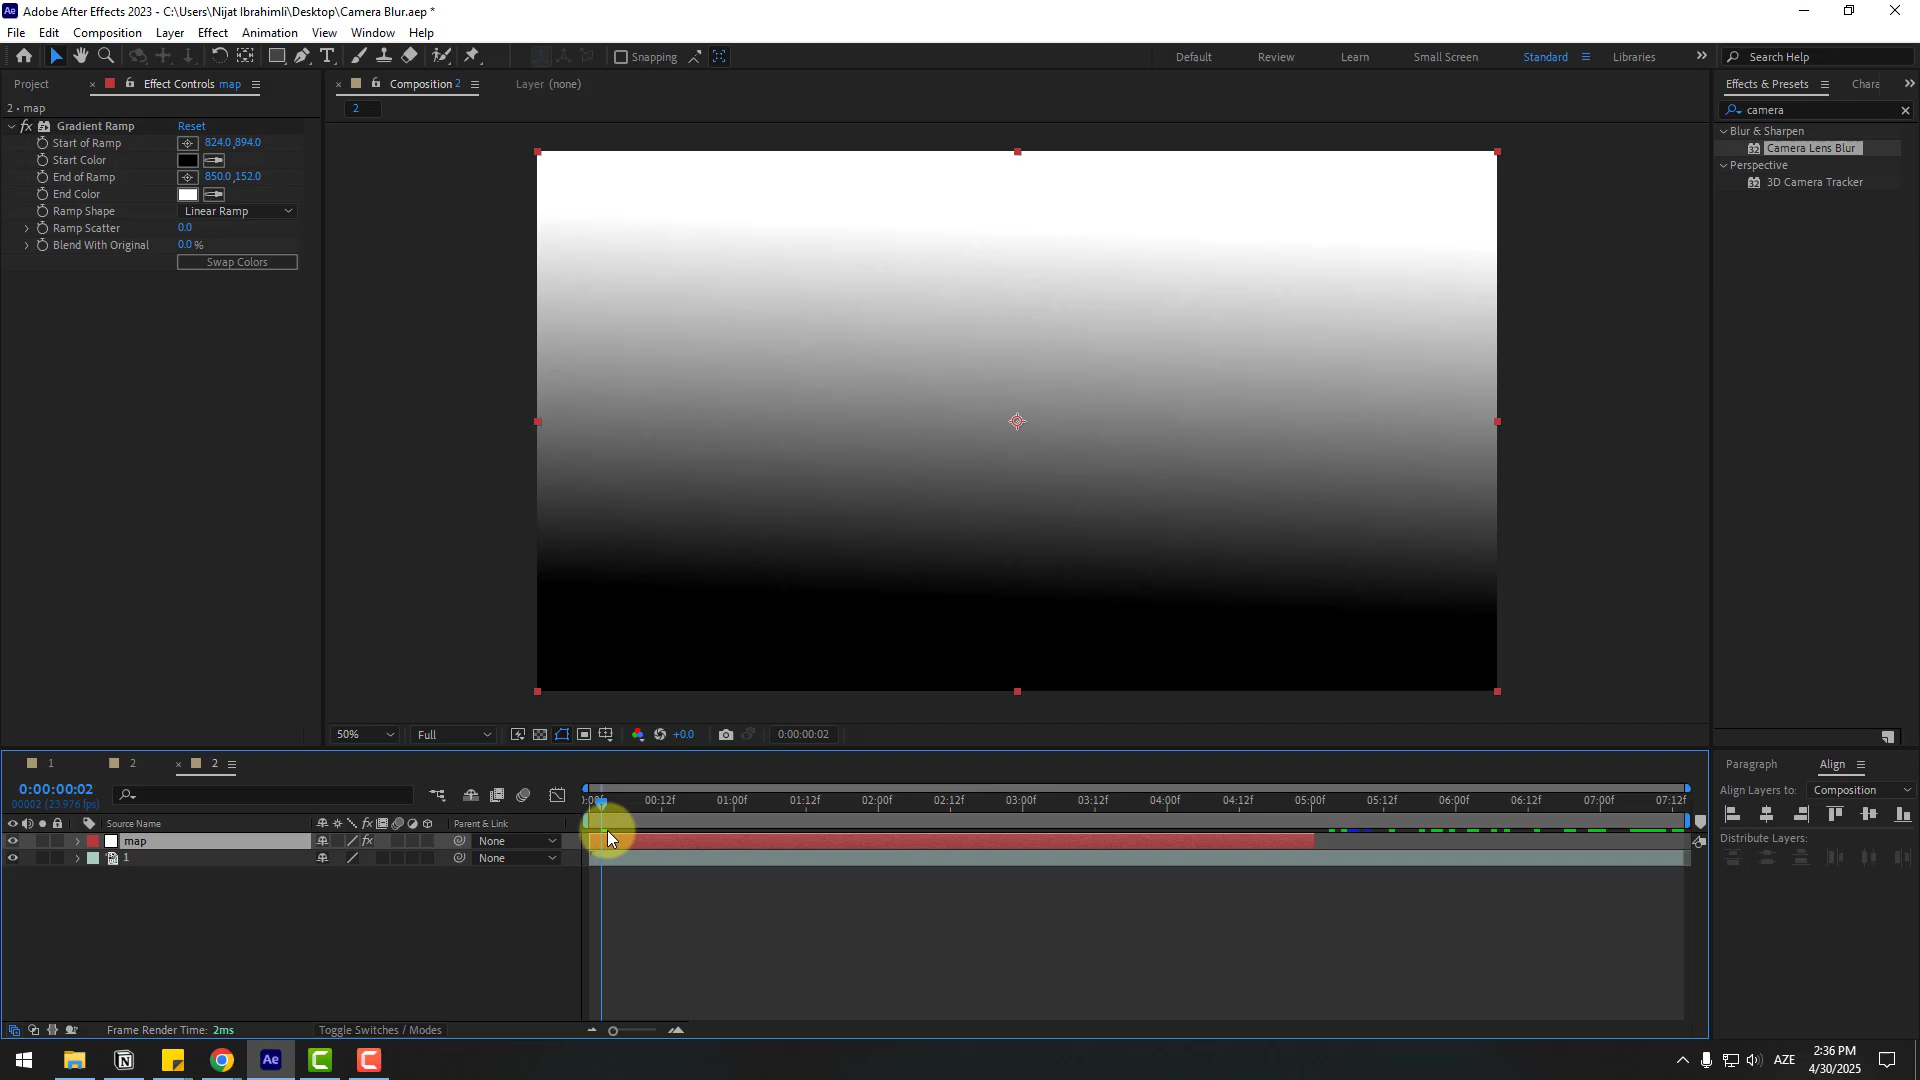 Adobe After Effects 2023 - C:\Users\Nijat Ibrahimli\Desktop\Camera Blur.aep *
File Edit Composition Layer Effect Animation View Window Help
Snapping
Default Review Learn Standard Small Screen Libraries
Search Help
Project
Effect Controls map
Composition 2
Layer (none)
Effects & Presets
Chara
2 • map
2
camera
fx Gradient Ramp Reset
Start of Ramp 824.0,894.0
Start Color
End of Ramp 850.0,152.0
End Color
Ramp Shape Linear Ramp
Ramp Scatter 0.0
Blend With Original 0.0 %
Swap Colors
Blur & Sharpen
Camera Lens Blur
Perspective
3D Camera Tracker
50% Full +0.0 0:00:00:02
1 2 2
0:00:00:02
00002 (23.976 fps)
00:12f 01:00f 01:12f 02:00f 02:12f 03:00f 03:12f 04:00f 04:12f 05:00f 05:12f 06:00f 06:12f 07:00f 07:12f
Source Name Parent & Link
map None
1 None
Frame Render Time: 2ms
Toggle Switches / Modes
Paragraph Align
Align Layers to: Composition
Distribute Layers:
AZE
2:36 PM
4/30/2025